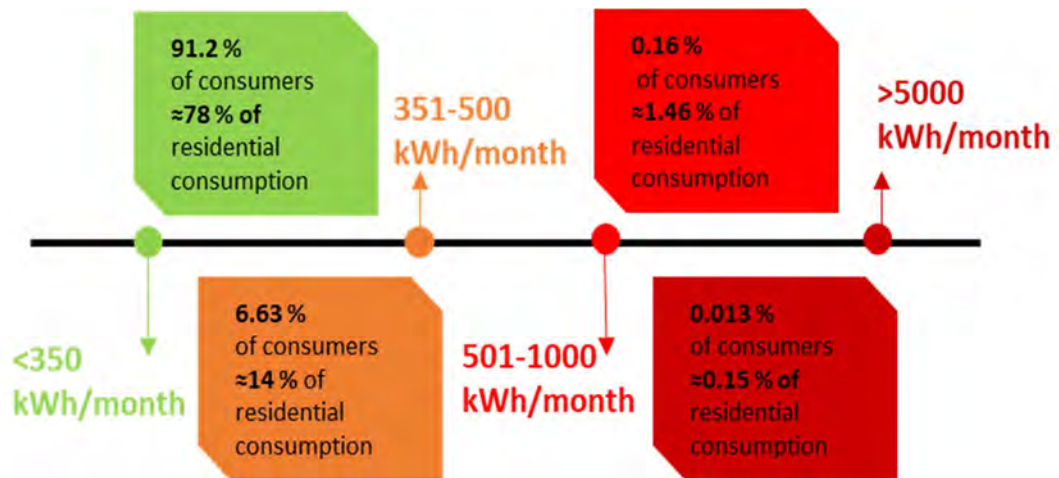 91.2 %
of consumers
≈78 % of
residential
consumption
<350
kWh/month
351-500
kWh/month
6.63 %
of consumers
≈14 % of
residential
consumption
0.16 %
of consumers
≈1.46 % of
residential
consumption
501-1000
kWh/month
>5000
kWh/month
0.013 %
of consumers
≈0.15 % of
residential
consumption